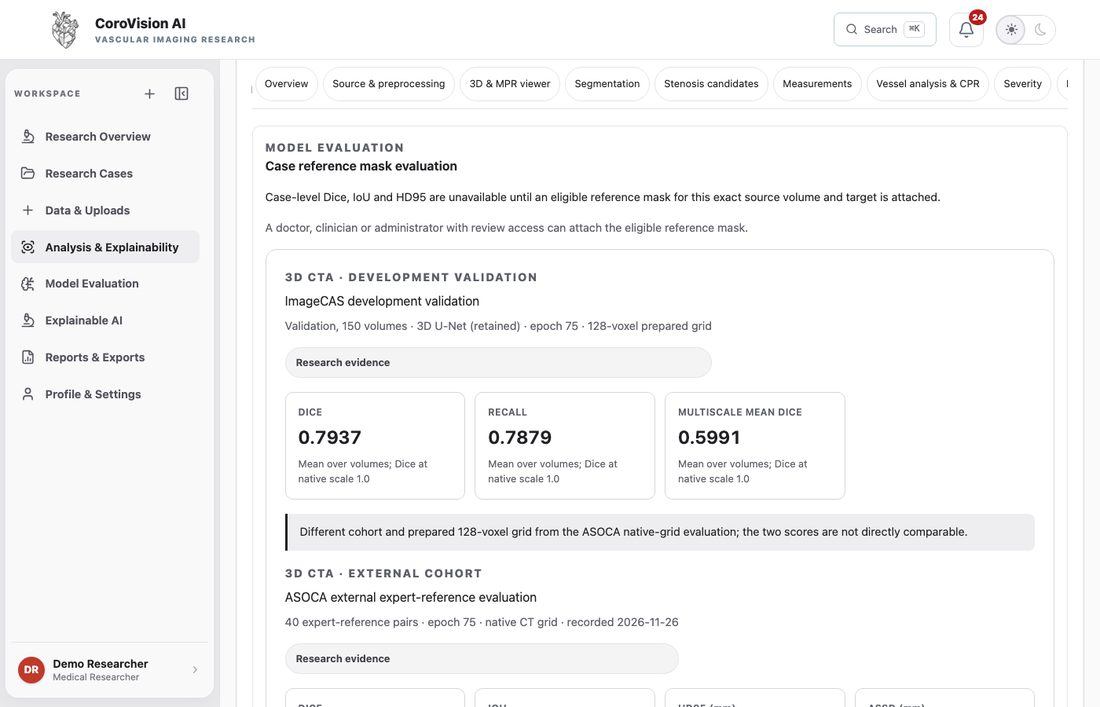 CoroVision AI
VASCULAR IMAGING RESEARCH
Search ⌘K
24
WORKSPACE
Research Overview
Research Cases
Data & Uploads
Analysis & Explainability
Model Evaluation
Explainable AI
Reports & Exports
Profile & Settings
DR
Demo Researcher
Medical Researcher
Overview
Source & preprocessing
3D & MPR viewer
Segmentation
Stenosis candidates
Measurements
Vessel analysis & CPR
Severity
MODEL EVALUATION
Case reference mask evaluation
Case-level Dice, IoU and HD95 are unavailable until an eligible reference mask for this exact source volume and target is attached.
A doctor, clinician or administrator with review access can attach the eligible reference mask.
3D CTA · DEVELOPMENT VALIDATION
ImageCAS development validation
Validation, 150 volumes · 3D U-Net (retained) · epoch 75 · 128-voxel prepared grid
Research evidence
DICE
0.7937
Mean over volumes; Dice at
native scale 1.0
RECALL
0.7879
Mean over volumes; Dice at
native scale 1.0
MULTISCALE MEAN DICE
0.5991
Mean over volumes; Dice at
native scale 1.0
Different cohort and prepared 128-voxel grid from the ASOCA native-grid evaluation; the two scores are not directly comparable.
3D CTA · EXTERNAL COHORT
ASOCA external expert-reference evaluation
40 expert-reference pairs · epoch 75 · native CT grid · recorded 2026-11-26
Research evidence